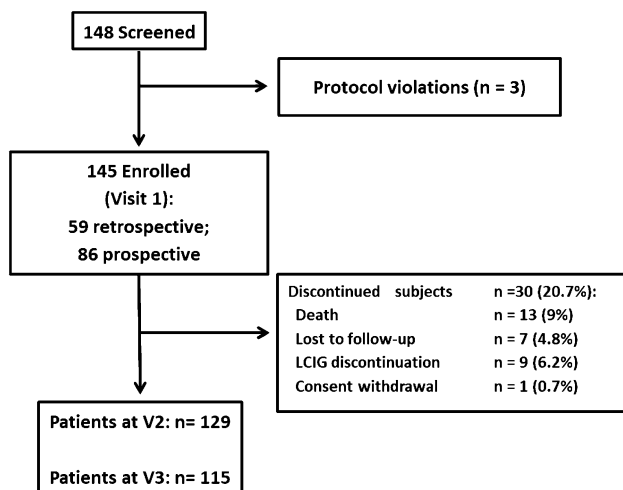 148 Screened
Protocol violations (n = 3)
145 Enrolled
(Visit 1):
59 retrospective;
86 prospective
Discontinued subjects n =30 (20.7%):
Death n = 13 (9%)
Lost to follow-up n = 7 (4.8%)
LCIG discontinuation n = 9 (6.2%)
Consent withdrawal n = 1 (0.7%)
Patients at V2: n= 129
Patients at V3: n= 115